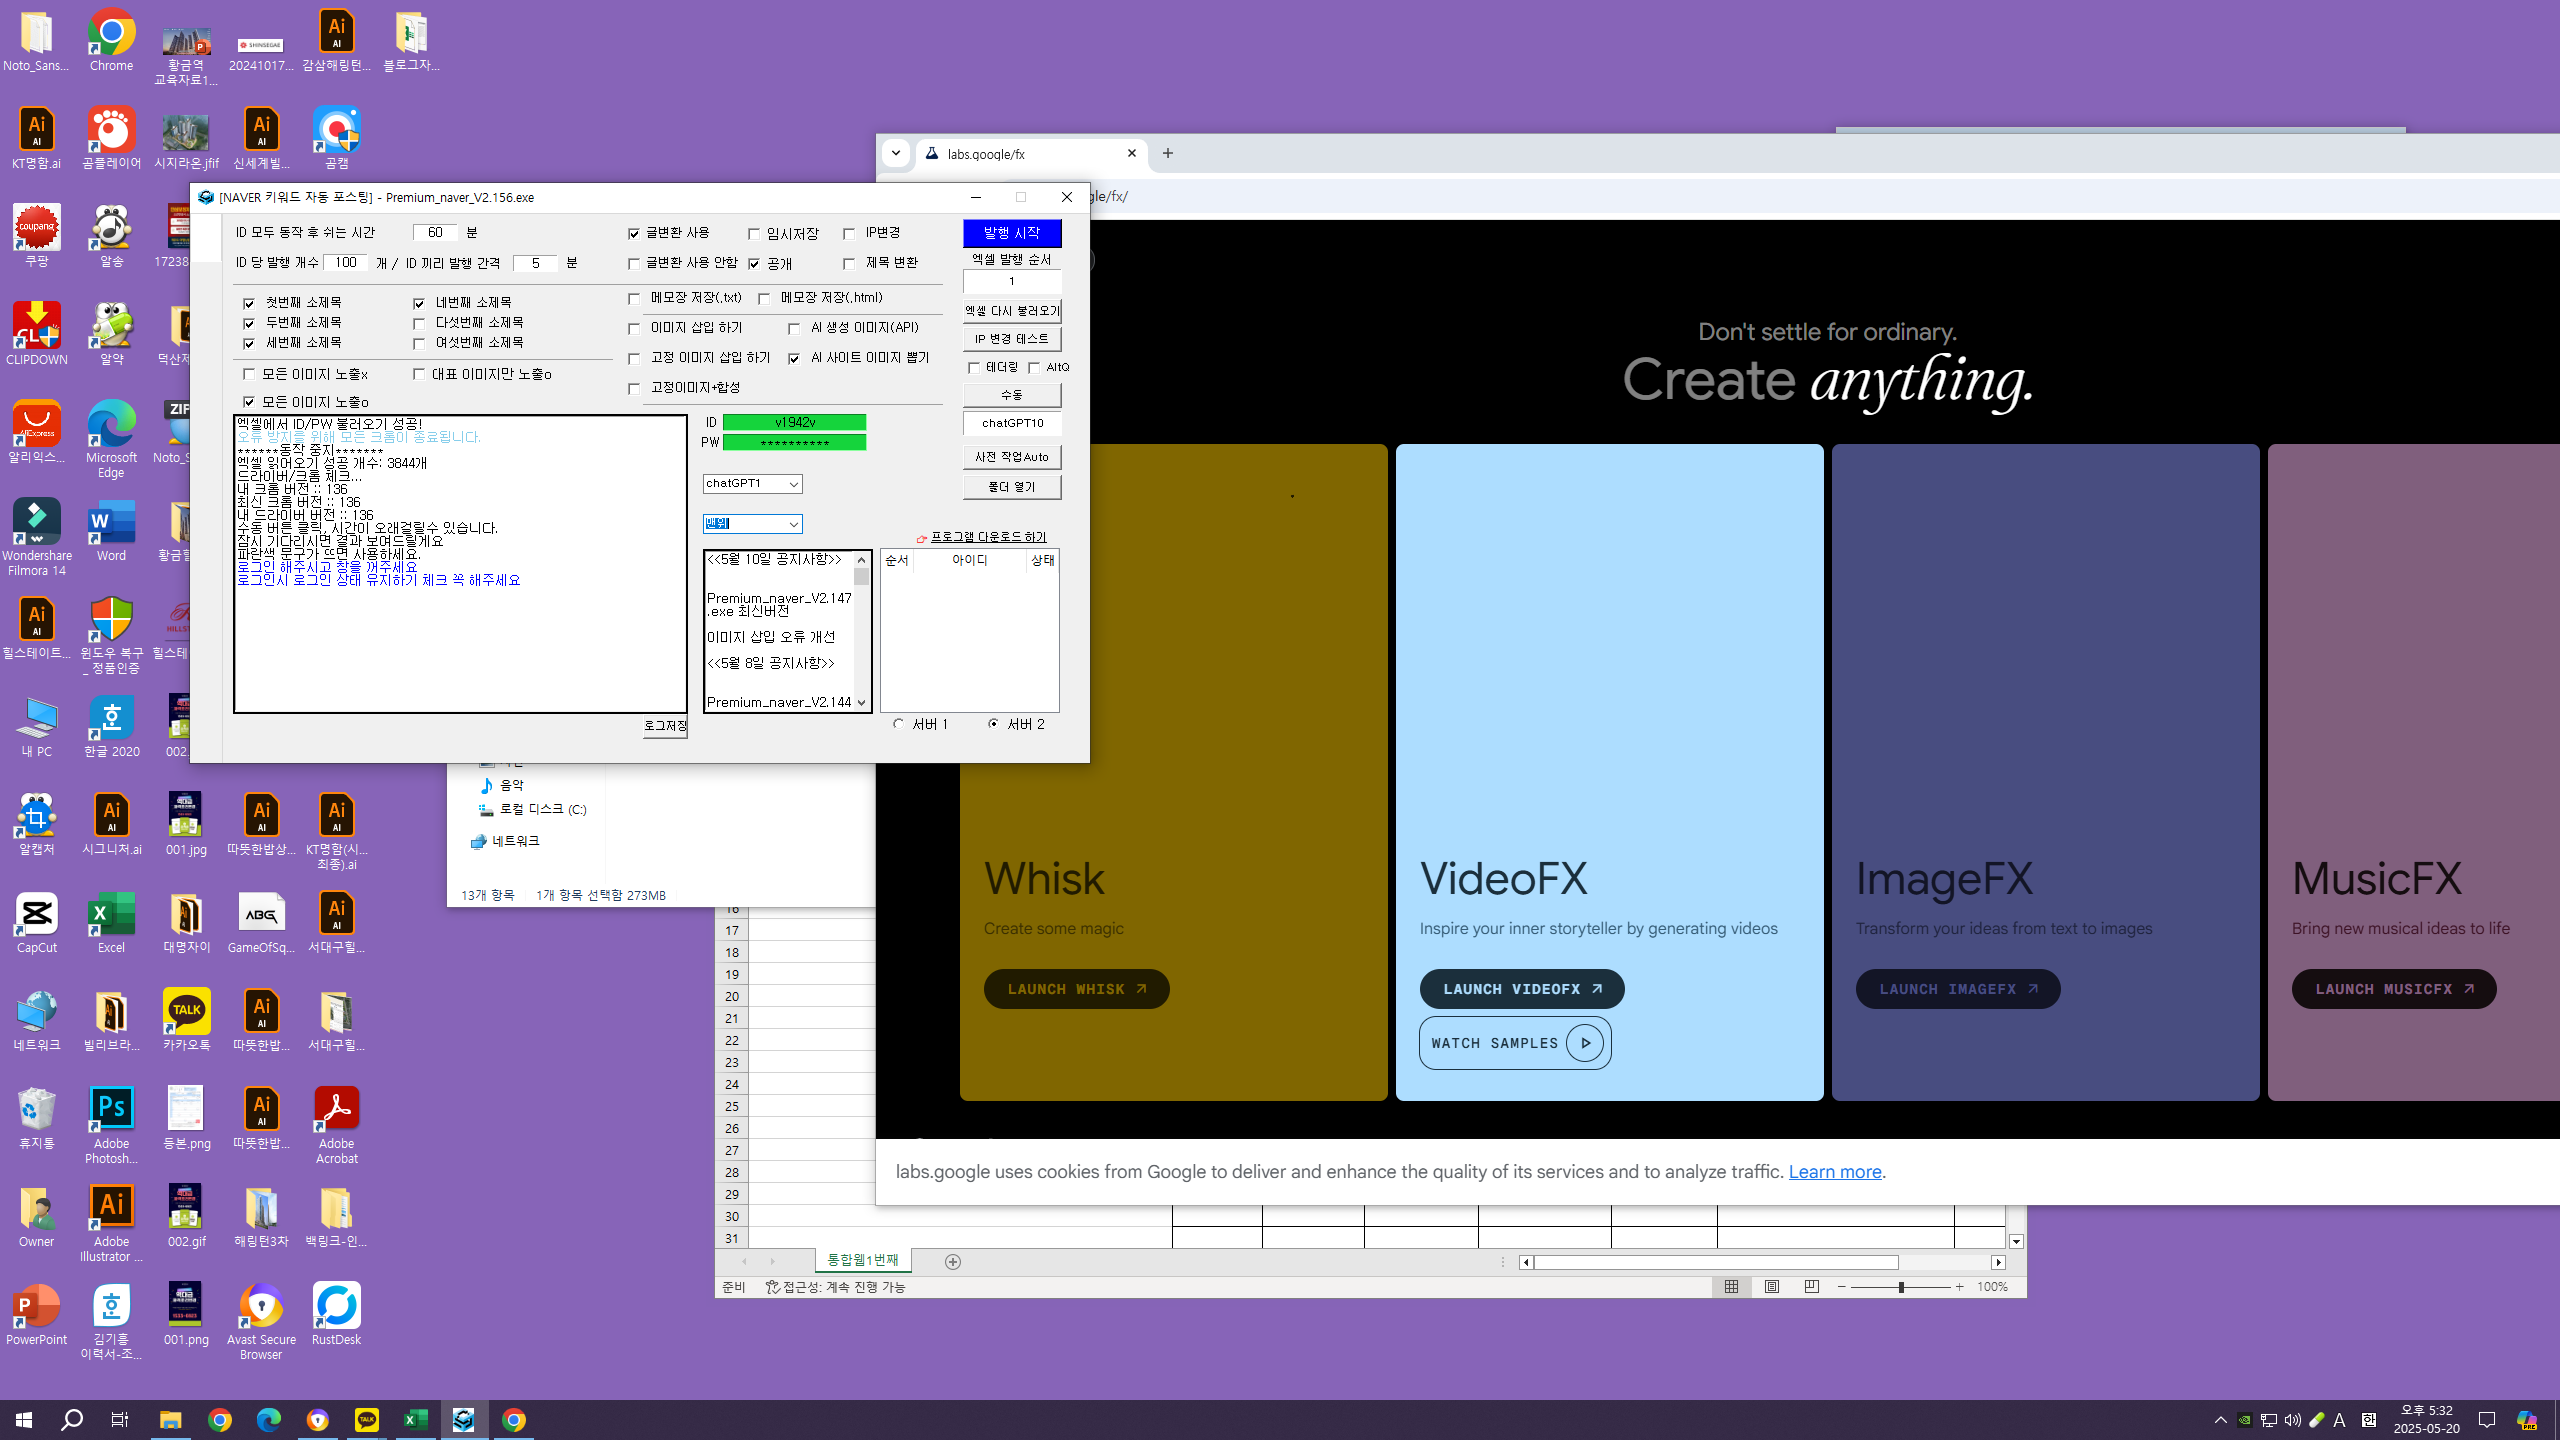 Noto_Sans...
Chrome
황금역
교육자료1...
20241017...
감삼해링턴...
블로그자...
KT명함.ai
곰플레이어
시지라온.jfif
신세계빌...
곰캠
쿠팡
알송
17238
CLIPDOWN
알약
덕산저
알리익스...
Microsoft
Edge
Noto_S
Wondershare
Filmora 14
Word
황금힐
힐스테이트...
윈도우 복구
_ 정품인증
힐스테
내 PC
한글 2020
002.
알캡처
시그니처.ai
001.jpg
따뜻한밥상...
KT명함(시...
최종).ai
CapCut
Excel
대명자이
GameOfSq...
서대구힐...
네트워크
빌리브라...
카카오톡
따뜻한밥...
서대구힐...
휴지통
Adobe
Photosh...
등본.png
따뜻한밥...
Adobe
Acrobat
Owner
Adobe
Illustrator ...
002.gif
해링턴3차
백링크-인...
PowerPoint
김기흥
이력서-조...
001.png
Avast Secure
Browser
RustDesk
[NAVER 키워드 자동 포스팅] - Premium_naver_V2.156.exe
ID 모두 동작 후 쉬는 시간 60 분
ID 당 발행 개수 100 개 / ID 끼리 발행 간격 5 분
글변환 사용 임시저장 IP변경
글변환 사용 안함 공개 제목 변환
첫번째 소제목 네번째 소제목
두번째 소제목 다섯번째 소제목
세번째 소제목 여섯번째 소제목
모든 이미지 노출x 대표 이미지만 노출o
모든 이미지 노출o
메모장 저장(.txt) 메모장 저장(.html)
이미지 삽입 하기 AI 생성 이미지(API)
고정 이미지 삽입 하기 AI 사이트 이미지 뽑기
고정이미지+합성
발행 시작
엑셀 발행 순서
1
엑셀 다시 불러오기
IP 변경 테스트
테더링 AltQ
수동
chatGPT10
사전 작업Auto
폴더 열기
엑셀에서 ID/PW 불러오기 성공!
오류 방지를 위해 모든 크롬이 종료됩니다.
******동작 중지*******
엑셀 읽어오기 성공 개수: 3844개
드라이버/크롬 체크...
내 크롬 버전 :: 136
최신 크롬 버전 :: 136
내 드라이버 버전 :: 136
수동 버튼 클릭, 시간이 오래걸릴수 있습니다.
잠시 기다리시면 결과 보여드릴게요
파란색 문구가 뜨면 사용하세요.
로그인 해주시고 창을 꺼주세요
로그인시 로그인 상태 유지하기 체크 꼭 해주세요
로그저장
ID v1942v
PW **********
chatGPT1
맨위
프로그램 다운로드 하기
<<5월 10일 공지사항>>
Premium_naver_V2.147
.exe 최신버전
이미지 삽입 오류 개선
<<5월 8일 공지사항>>
Premium_naver_V2.144
순서 아이디 상태
서버 1 서버 2
음악
로컬 디스크 (C:)
네트워크
13개 항목 1개 항목 선택함 273MB
labs.google/fx
gle/fx/
Don't settle for ordinary.
Create anything.
Whisk
Create some magic
LAUNCH WHISK
VideoFX
Inspire your inner storyteller by generating videos
LAUNCH VIDEOFX
WATCH SAMPLES
ImageFX
Transform your ideas from text to images
LAUNCH IMAGEFX
MusicFX
Bring new musical ideas to life
LAUNCH MUSICFX
labs.google uses cookies from Google to deliver and enhance the quality of its services and to analyze traffic. Learn more.
16
17
18
19
20
21
22
23
24
25
26
27
28
29
30
31
통합웹1번째
준비 접근성: 계속 진행 가능 100%
A 한
오후 5:32
2025-05-20